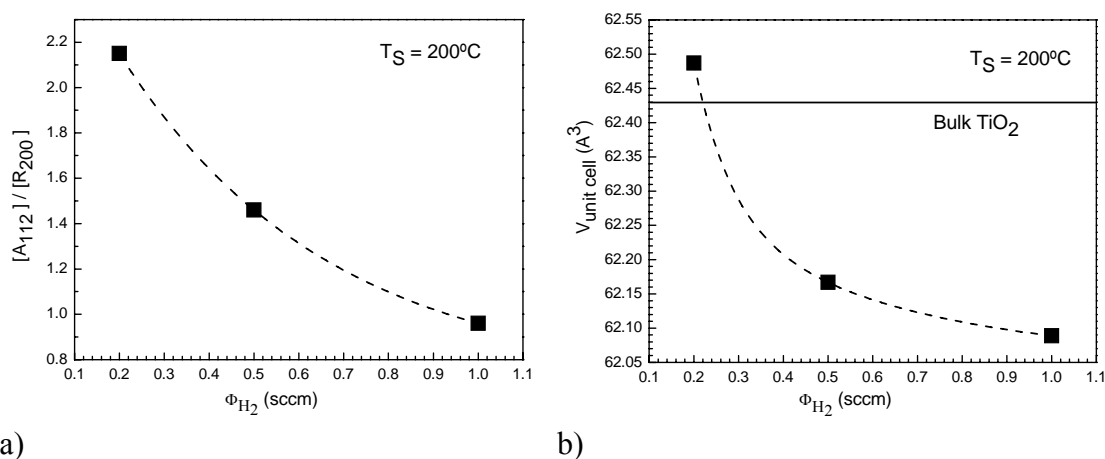 2.2
2.0
1.8
1.6
1.4
1.2
1.0
0.8
[A112] / [R200]
TS = 200ºC
0.1 0.2 0.3 0.4 0.5 0.6 0.7 0.8 0.9 1.0 1.1
ΦH2 (sccm)
a)
62.55
62.50
62.45
62.40
62.35
62.30
62.25
62.20
62.15
62.10
62.05
Vunit cell (A3)
TS = 200ºC
Bulk TiO2
0.1 0.2 0.3 0.4 0.5 0.6 0.7 0.8 0.9 1.0 1.1
ΦH2 (sccm)
b)